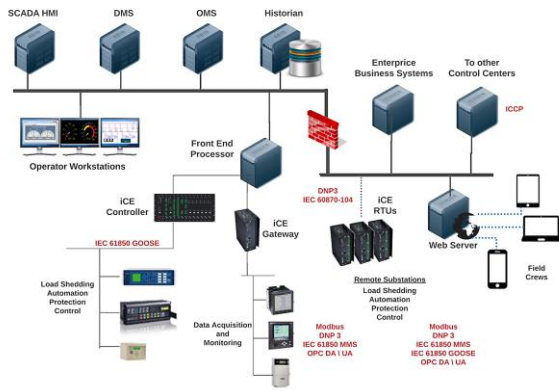 SCADA HMI
DMS
OMS
Historian
Enterprice
Business Systems
To other
Control Centers
ICCP
Operator Workstations
Front End
Processor
iCE
Controller
iCE
Gateway
DNP3
IEC 60870-104
iCE
RTUs
Web Server
Field
Crews
IEC 61850 GOOSE
Load Shedding
Automation
Protection
Control
Data Acquisition
and
Monitoring
Remote Substations
Load Shedding
Automation
Protection
Control
Modbus
DNP 3
IEC 61850 MMS
OPC DA \ UA
Modbus
DNP 3
IEC 61850 MMS
IEC 61850 GOOSE
OPC DA \ UA